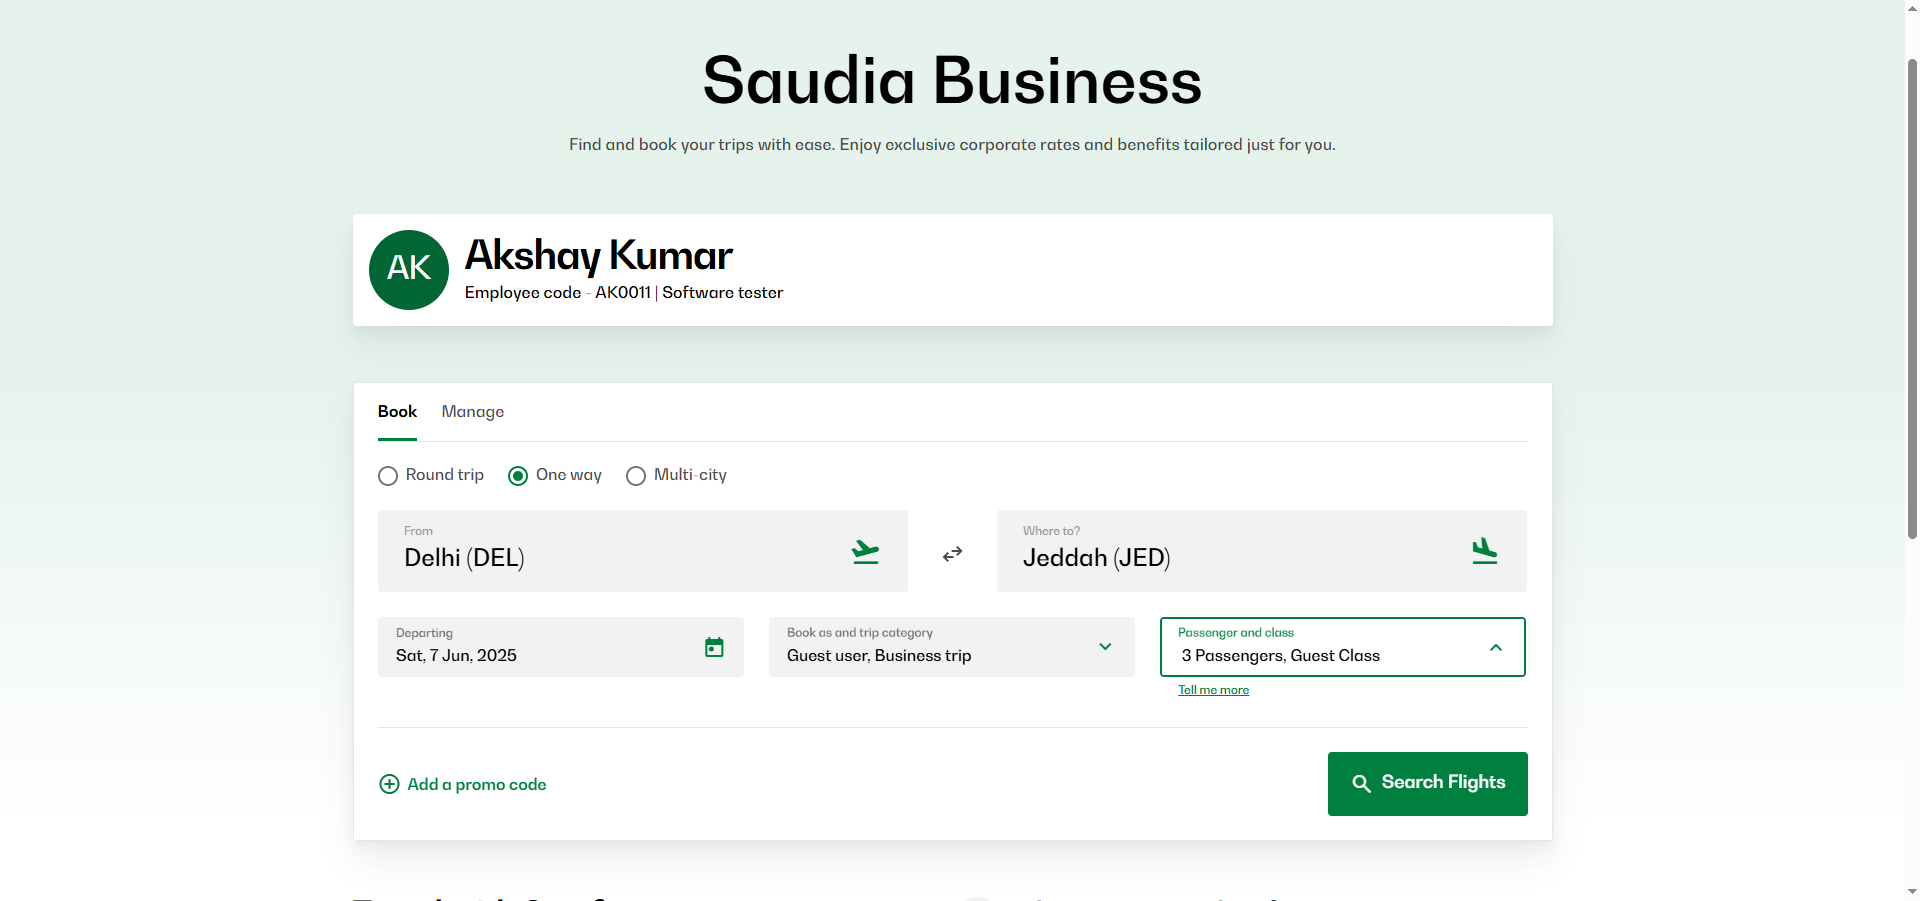 Saudia Business
Find and book your trips with ease. Enjoy exclusive corporate rates and benefits tailored just for you.
AK
Akshay Kumar
Employee code - AK0011 | Software tester
Book Manage
Round trip One way Multi-city
From
Delhi (DEL)
Where to?
Jeddah (JED)
Departing
Sat, 7 Jun, 2025
Book as and trip category
Guest user, Business trip
Passenger and class
3 Passengers, Guest Class
Tell me more
Add a promo code
Search Flights